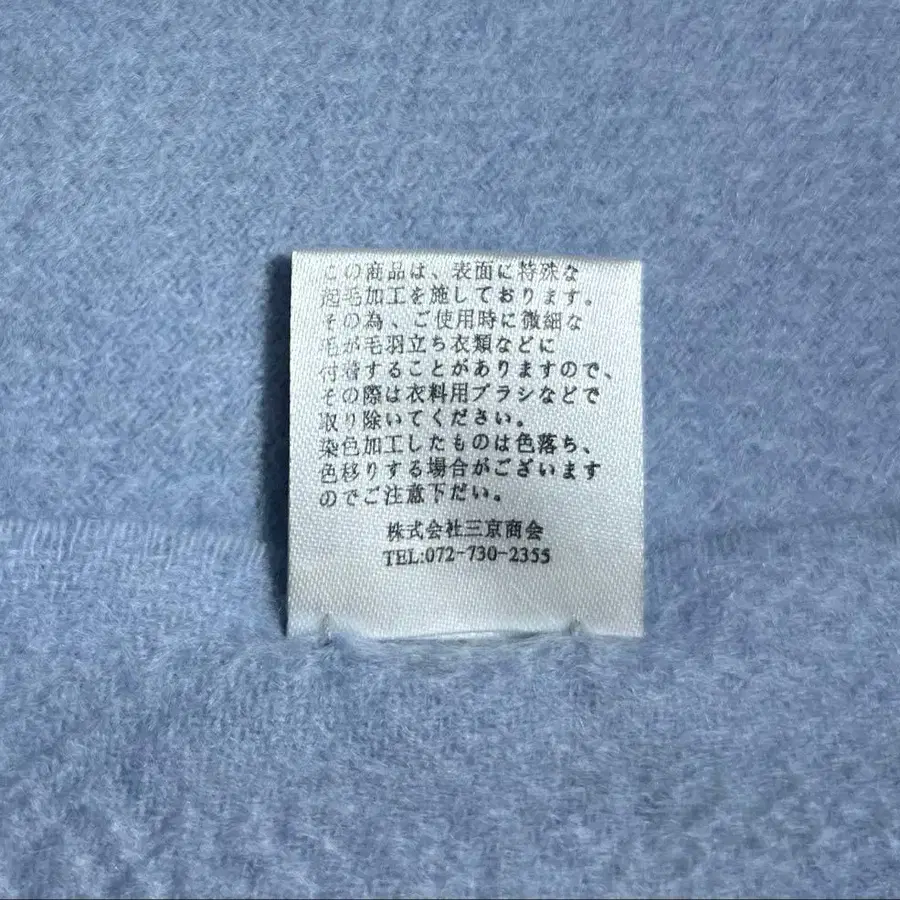 この商品は、表面に特殊な
起毛加工を施しております。
その為、ご使用時に微細な
毛が毛羽立ち衣類などに
付着することがありますので、
その際は衣料用ブラシなどで
取り除いてください。
染色加工したものは色落ち、
色移りする場合がございます
のでご注意下だい。
株式会社三京商会
TEL:072-730-2355